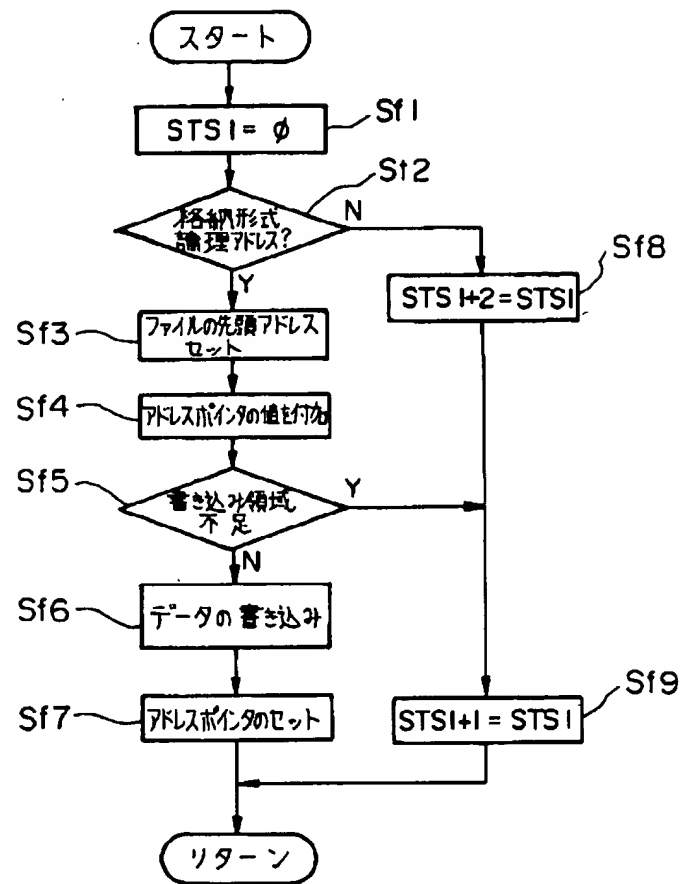 スタート
Sf1
STS1=φ
St2
格納形式
論理アドレス?
N
Y
Sf8
STS1+2=STS1
Sf3
ファイルの先頭アドレス
セット
Sf4
アドレスポインタの値を付加
Sf5
書き込み領域
不足
Y
N
Sf6
データの書き込み
Sf7
アドレスポインタのセット
Sf9
STS1+1=STS1
リターン